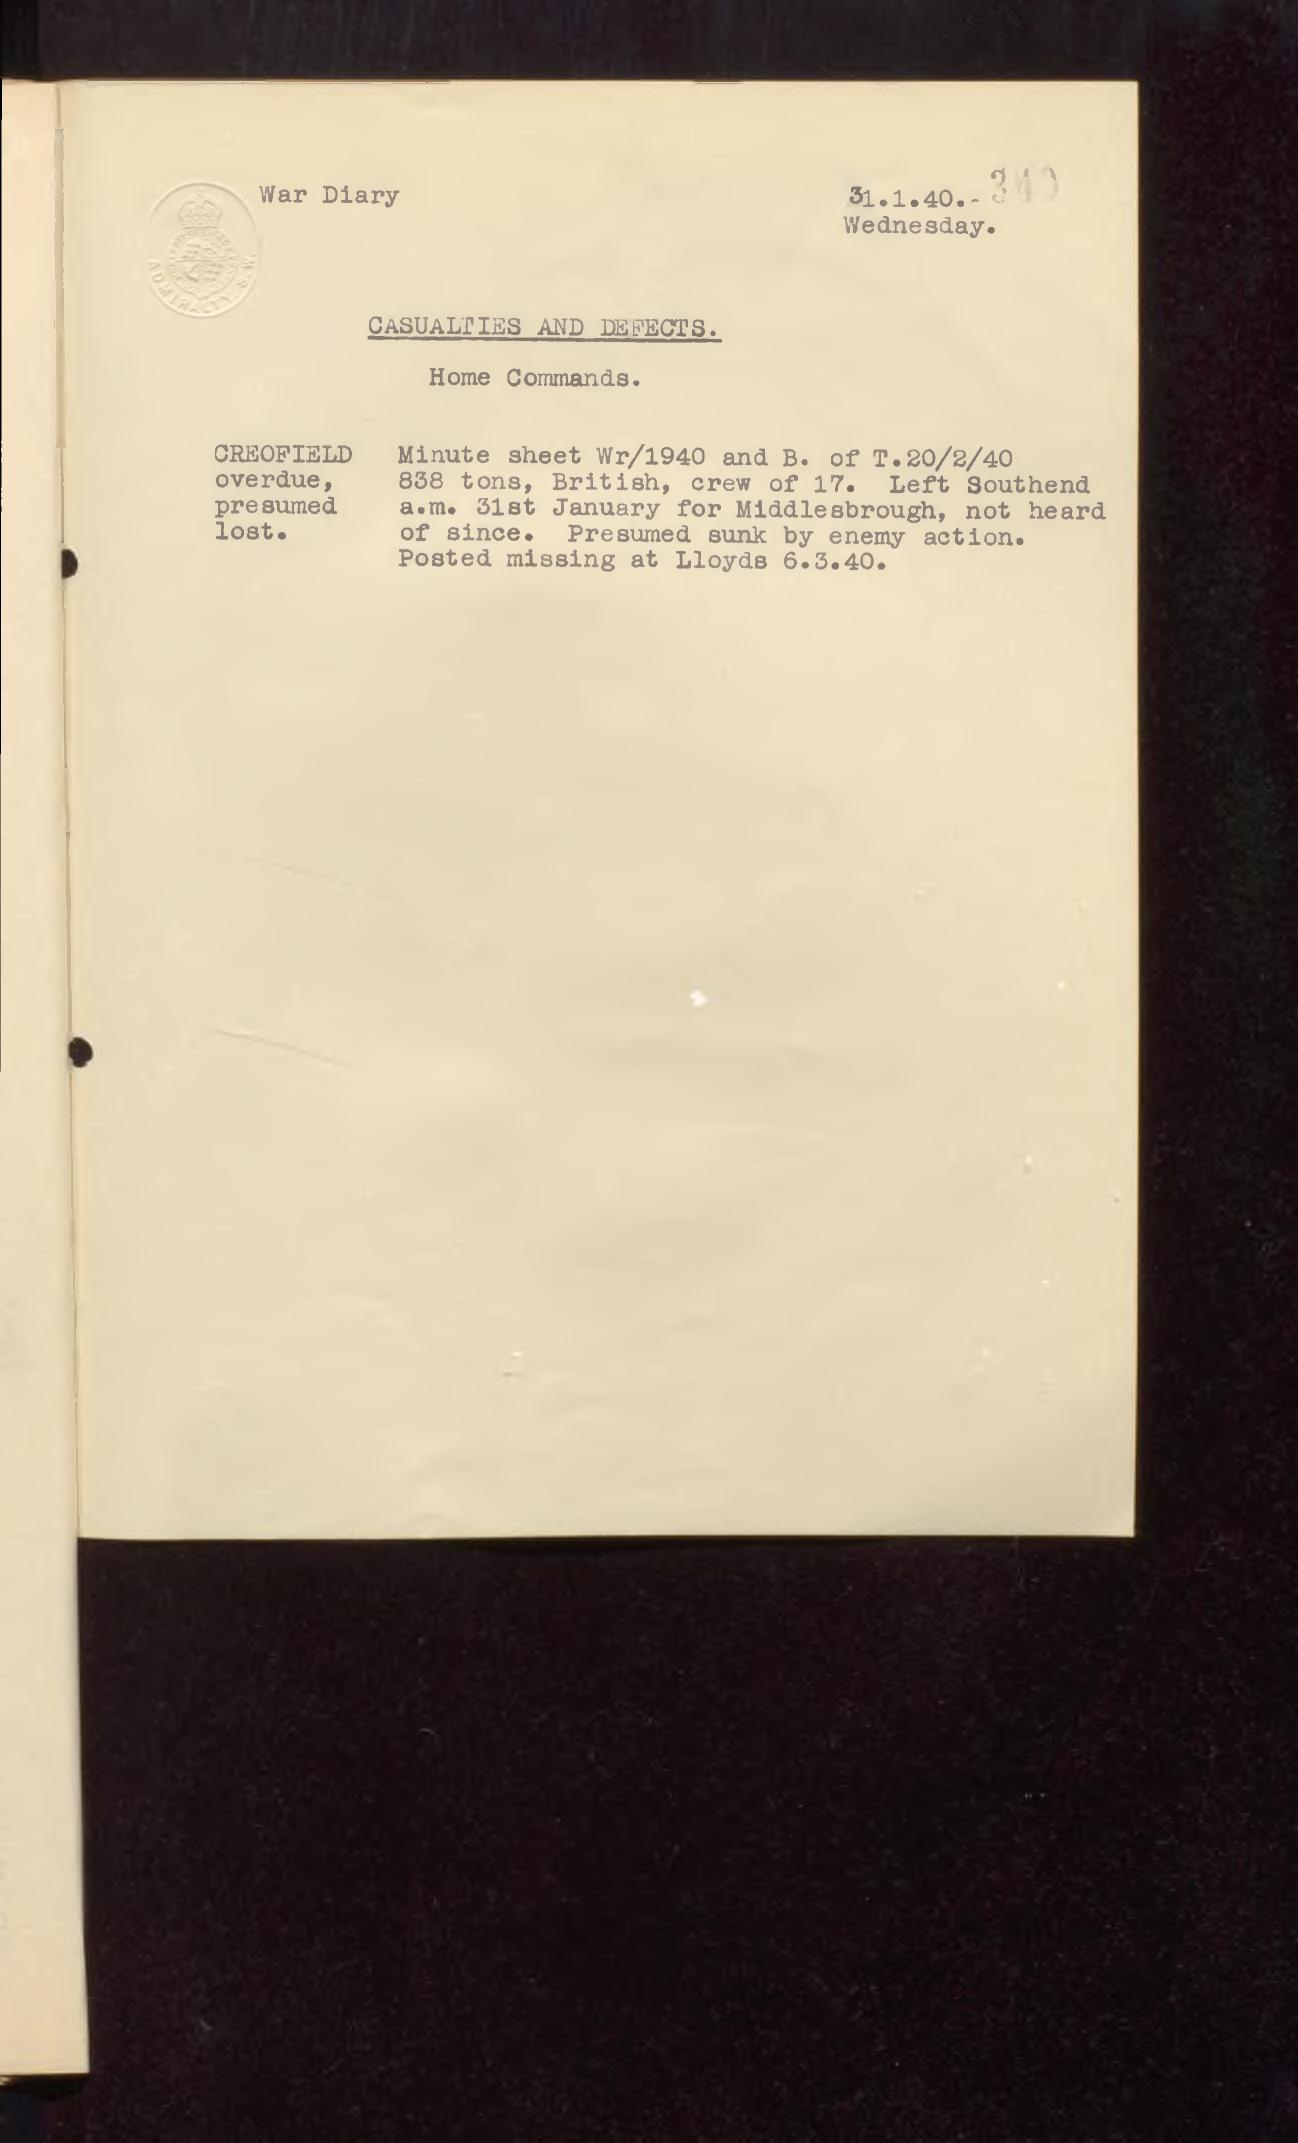 War Diary
31.1.40.-
340
Wednesday.
ADMIRALTY. S.W.
CASUALTIES AND DEFECTS.
Home Commands.
CREOFIELD overdue, presumed lost.
Minute sheet Wr/1940 and B. of T.20/2/40
838 tons, British, crew of 17. Left Southend
a.m. 31st January for Middlesbrough, not heard
of since. Presumed sunk by enemy action.
Posted missing at Lloyds 6.3.40.